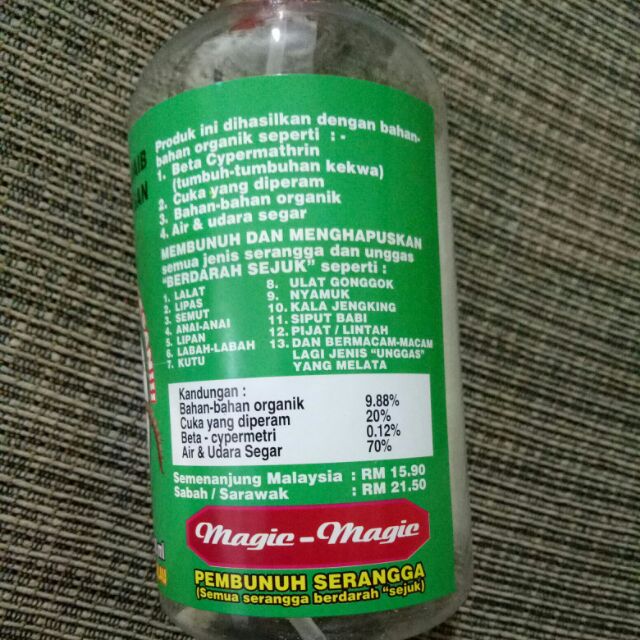 Produk ini dihasilkan dengan bahan-
bahan organik seperti : -
1. Beta Cypermathrin
(tumbuh-tumbuhan kekwa)
2. Cuka yang diperam
3. Bahan-bahan organik
4. Air & udara segar
MEMBUNUH DAN MENGHAPUSKAN
semua jenis serangga dan unggas
"BERDARAH SEJUK" seperti :
1. LALAT
2. LIPAS
3. SEMUT
4. ANAI-ANAI
5. LIPAN
6. LABAH-LABAH
7. KUTU
8. ULAT GONGGOK
9. NYAMUK
10. KALA JENGKING
11. SIPUT BABI
12. PIJAT / LINTAH
13. DAN BERMACAM-MACAM
LAGI JENIS "UNGGAS"
YANG MELATA
Kandungan :
Bahan-bahan organik 9.88%
Cuka yang diperam 20%
Beta - cypermetri 0.12%
Air & Udara Segar 70%
Semenanjung Malaysia : RM 15.90
Sabah / Sarawak : RM 21.50
Magic - Magic
PEMBUNUH SERANGGA
(Semua serangga berdarah "sejuk")